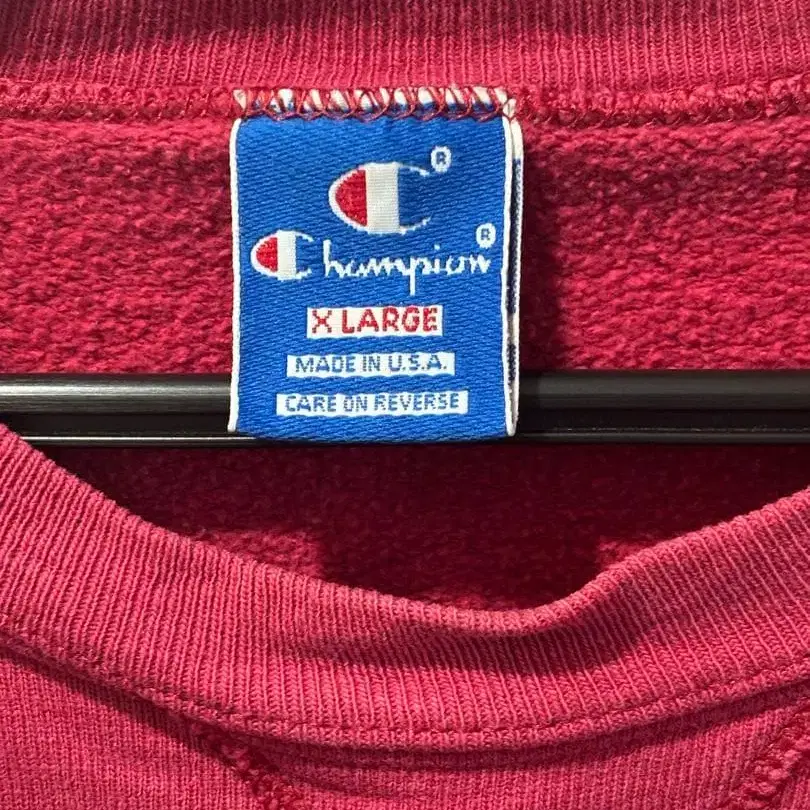 ®
Champion®
X LARGE
MADE IN U.S.A.
CARE ON REVERSE